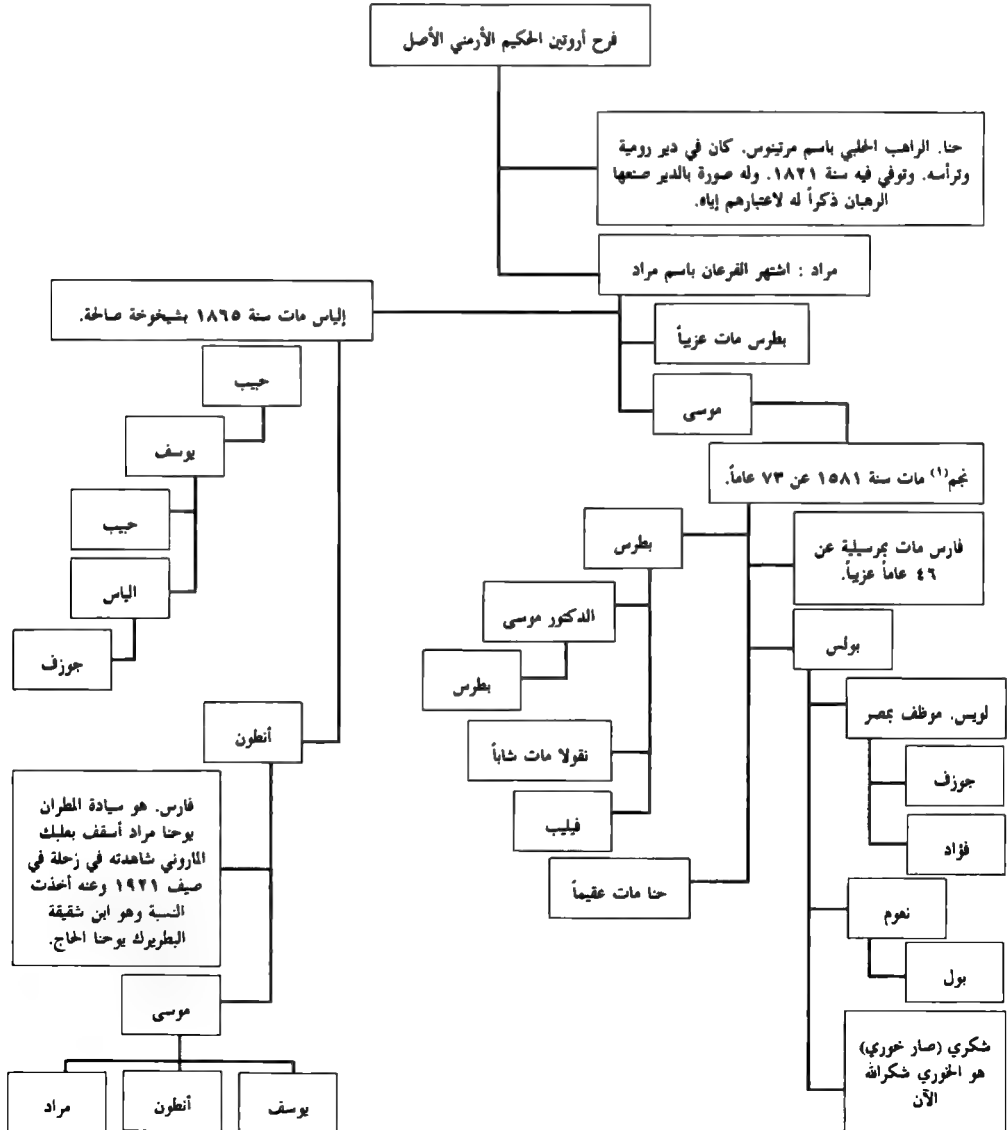 فرح أروتين الحكيم الأرمني الأصل
حنا. الراهب الحلبي باسم مرتينوس. كان في دير رومية
وترأسه. وتوفي فيه سنة ١٨٢١. وله صورة بالدير صنعها
الرهبان ذكراً له لاعتبارهم إياه.
مراد : اشتهر الفرعان باسم مراد
إلياس مات سنة ١٨٦٥ بشيخوخة صالحة.
بطرس مات عزيباً
موسى
حبيب
يوسف
حبيب
الياس
جوزف
نجم(١) مات سنة ١٥٨١ عن ٧٣ عاماً.
بطرس
فارس مات بمرسيلية عن
٤٦ عاماً عزيباً.
الدكتور موسى
بطرس
نقولا مات شاباً
فيليب
بولس
لويس. موظف بمصر
جوزف
فؤاد
نعوم
بول
شكري (صار خوري)
هو الخوري شكرالله
الآن
حنا مات عقيماً
أنطون
فارس. هو سيادة المطران
يوحنا مراد أسقف بعلبك
الماروني شاهدته في زحلة في
صيف ١٩٢١ وعنه أخذت
النسبة وهو ابن شقيقة
البطريرك يوحنا الحاج.
موسى
يوسف
أنطون
مراد